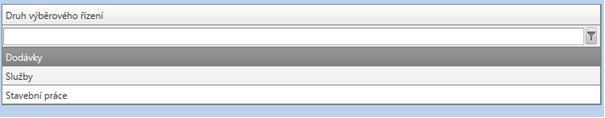 Druh výběrového řízení
Dodávky
Služby
Stavební práce